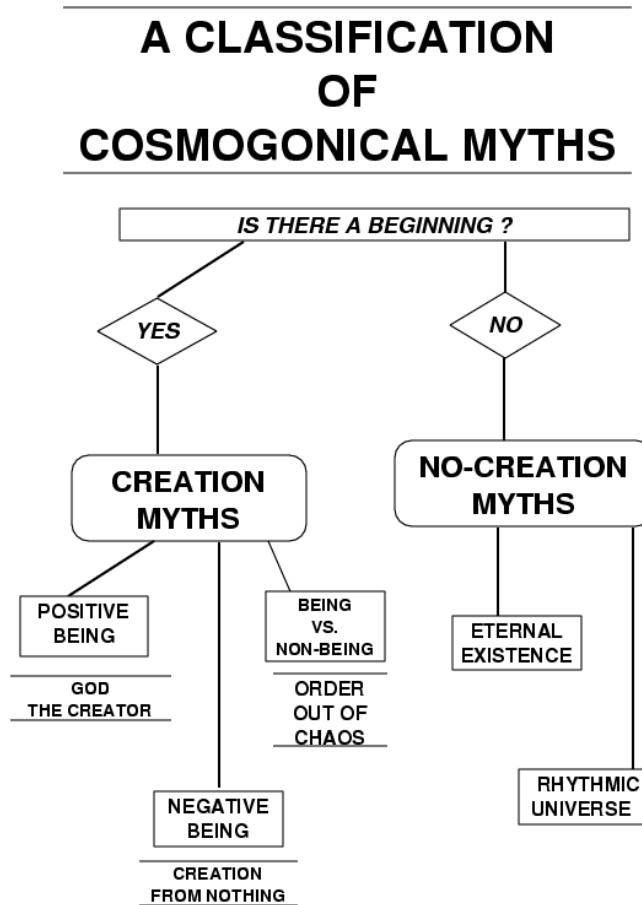 A CLASSIFICATION
OF
COSMOGONICAL MYTHS
IS THERE A BEGINNING ?
YES
NO
CREATION
MYTHS
NO-CREATION
MYTHS
POSITIVE
BEING
GOD
THE CREATOR
BEING
VS.
NON-BEING
ORDER
OUT OF
CHAOS
ETERNAL
EXISTENCE
NEGATIVE
BEING
CREATION
FROM NOTHING
RHYTHMIC
UNIVERSE